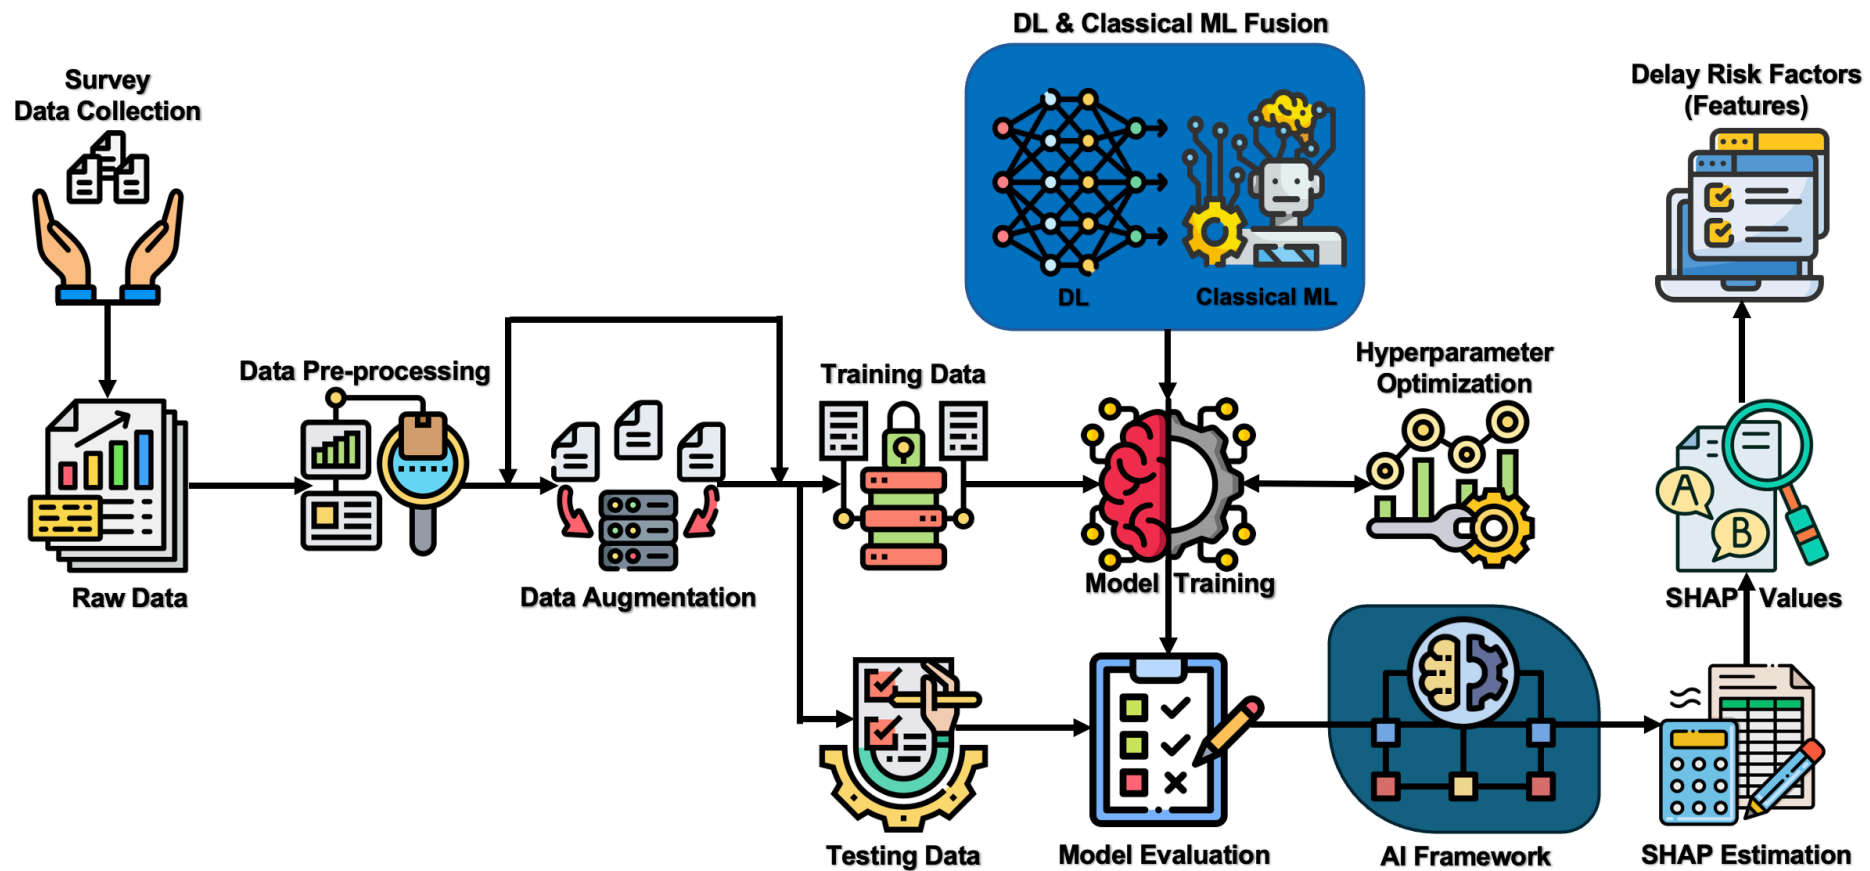 DL & Classical ML Fusion
Survey
Data Collection
Delay Risk Factors
(Features)
DL
Classical ML
Data Pre-processing
Training Data
Hyperparameter
Optimization
A
B
Raw Data
Data Augmentation
Model Training
SHAP Values
Testing Data
Model Evaluation
AI Framework
SHAP Estimation